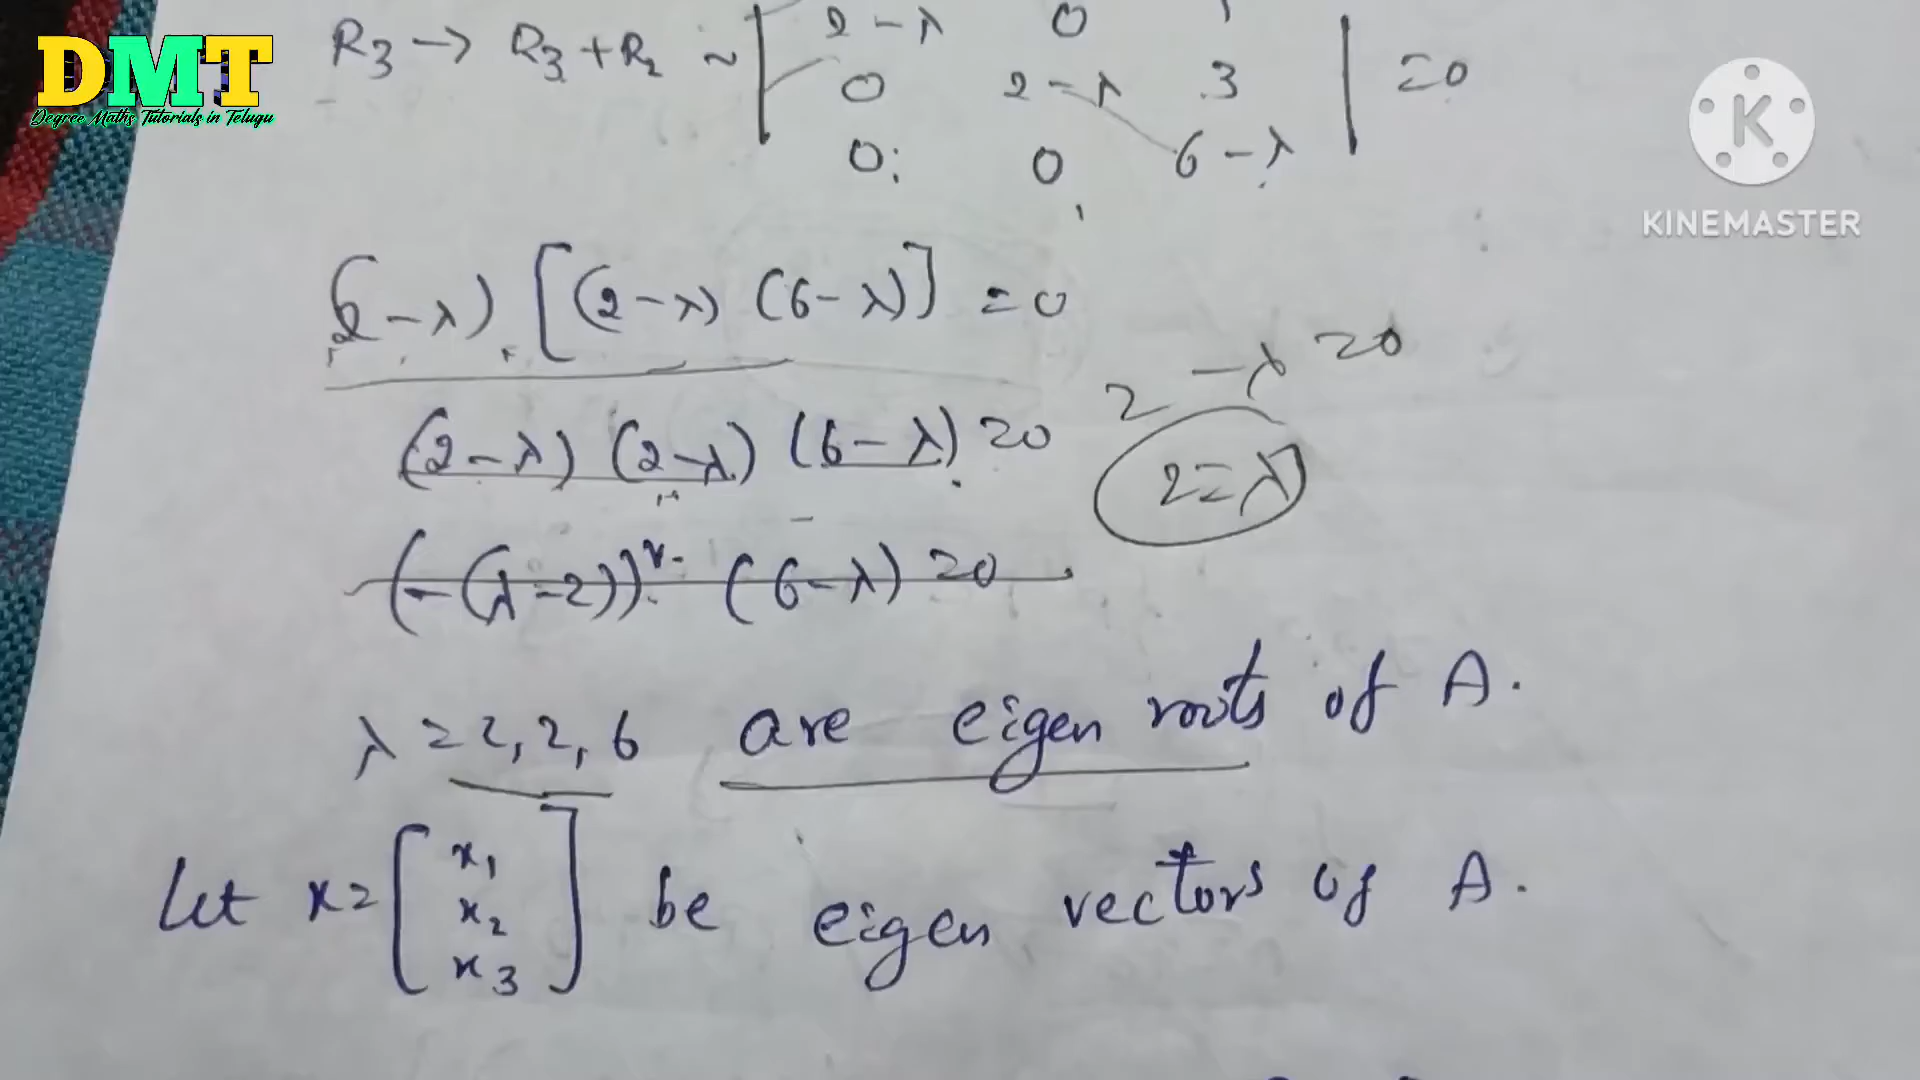 DMT
Degree Maths Tutorials in Telugu
KINEMASTER
R3 → R3 + R2 ~ | 2-λ 0 1
0 2-λ 3 | =0
0 0 6-λ
(2-λ) [(2-λ) (6-λ)] =0
2-λ =0
(2-λ) (2-λ) (6-λ) =0
2=λ
(-(λ-2))² (6-λ) =0
λ = 2, 2, 6 are eigen roots of A.
Let x = [ x1
x2
x3 ] be eigen vectors of A.